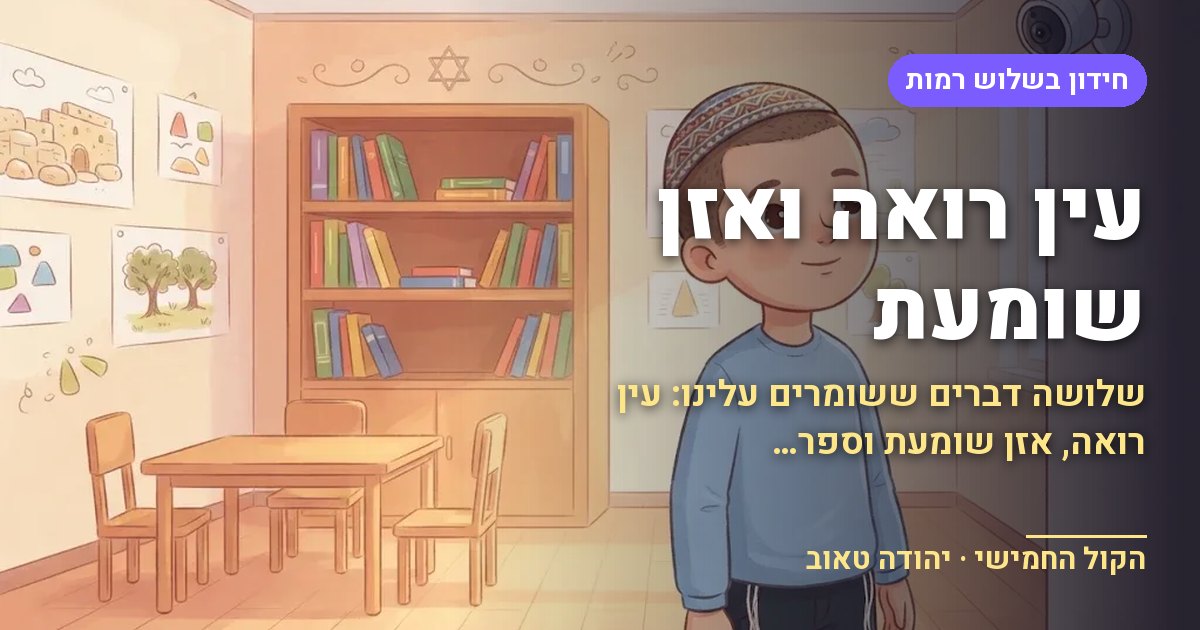 חידון בשלוש רמות
עין רואה ואזן
שומעת
שלושה דברים ששומרים עלינו: עין
רואה, אזן שומעת וספר...
הקול החמישי · יהודה טאוב